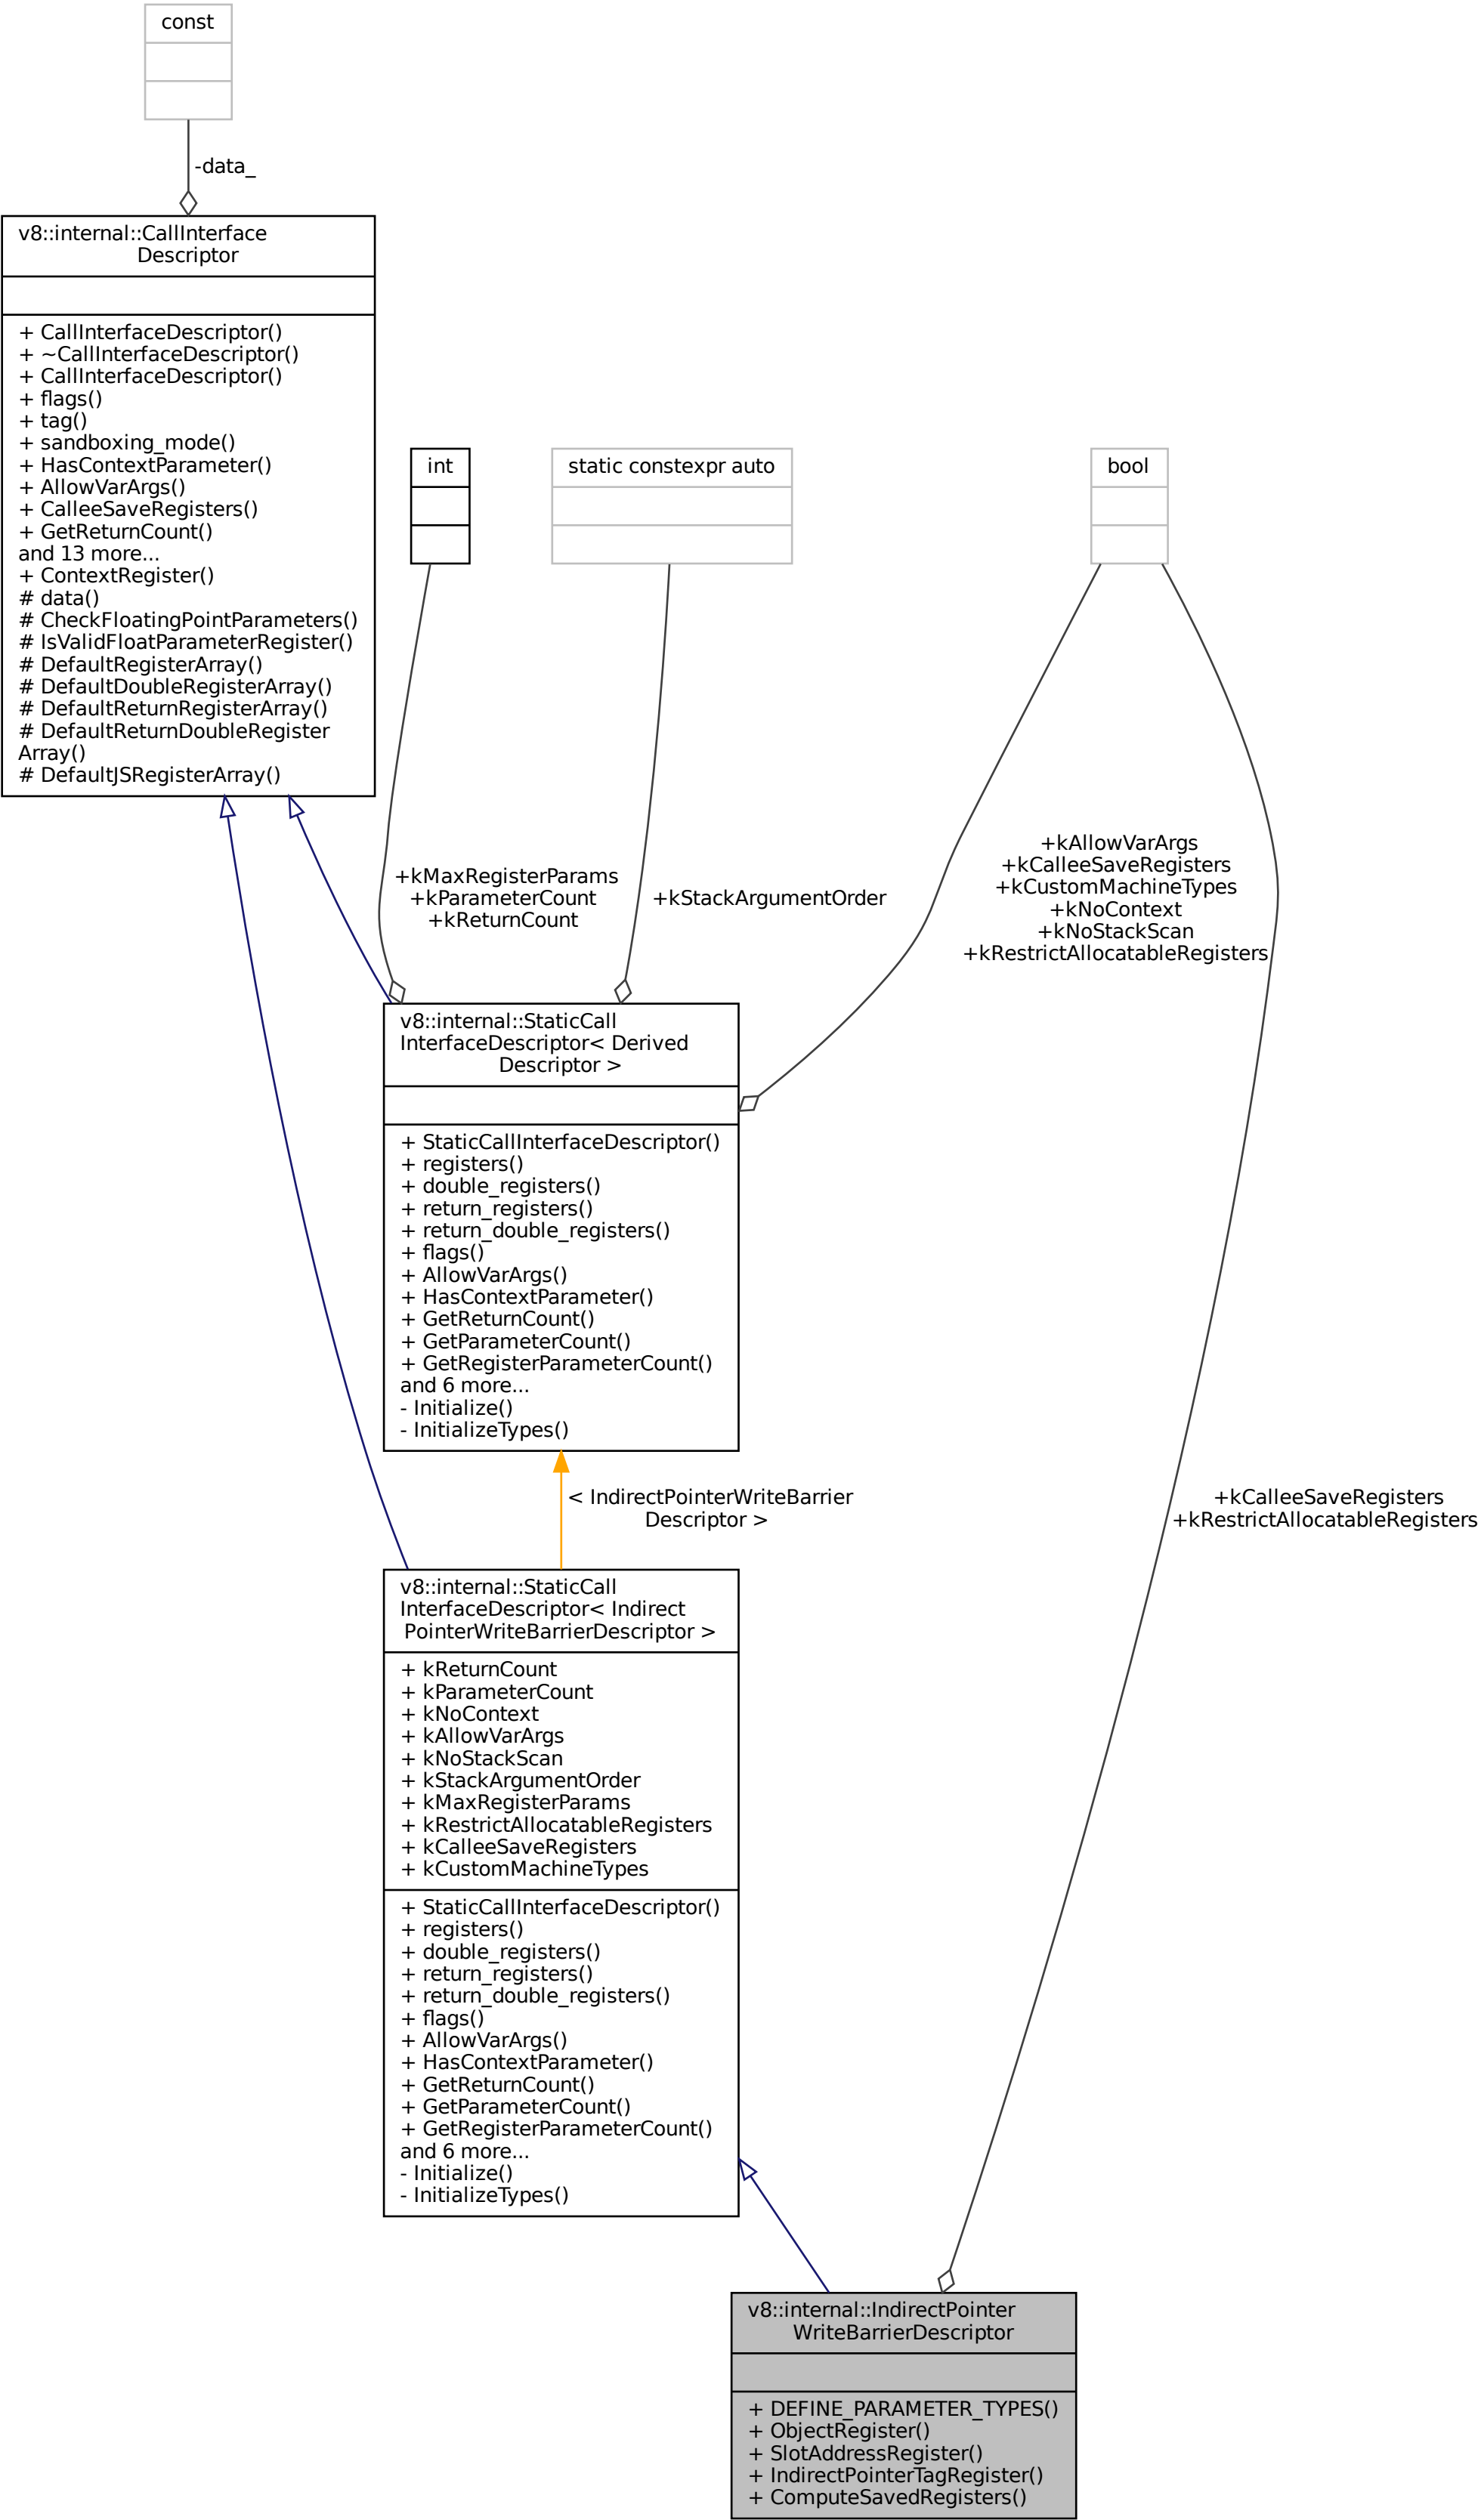 const
-data_
v8::internal::CallInterface
Descriptor
+ CallInterfaceDescriptor()
+ ~CallInterfaceDescriptor()
+ CallInterfaceDescriptor()
+ flags()
+ tag()
+ sandboxing_mode()
+ HasContextParameter()
+ AllowVarArgs()
+ CalleeSaveRegisters()
+ GetReturnCount()
and 13 more...
+ ContextRegister()
# data()
# CheckFloatingPointParameters()
# IsValidFloatParameterRegister()
# DefaultRegisterArray()
# DefaultDoubleRegisterArray()
# DefaultReturnRegisterArray()
# DefaultReturnDoubleRegister
Array()
# DefaultJSRegisterArray()
int
static constexpr auto
bool
+kMaxRegisterParams
+kParameterCount
+kReturnCount
+kStackArgumentOrder
+kAllowVarArgs
+kCalleeSaveRegisters
+kCustomMachineTypes
+kNoContext
+kNoStackScan
+kRestrictAllocatableRegisters
v8::internal::StaticCall
InterfaceDescriptor< Derived
Descriptor >
+ StaticCallInterfaceDescriptor()
+ registers()
+ double_registers()
+ return_registers()
+ return_double_registers()
+ flags()
+ AllowVarArgs()
+ HasContextParameter()
+ GetReturnCount()
+ GetParameterCount()
+ GetRegisterParameterCount()
and 6 more...
- Initialize()
- InitializeTypes()
< IndirectPointerWriteBarrier
Descriptor >
+kCalleeSaveRegisters
+kRestrictAllocatableRegisters
v8::internal::StaticCall
InterfaceDescriptor< Indirect
PointerWriteBarrierDescriptor >
+ kReturnCount
+ kParameterCount
+ kNoContext
+ kAllowVarArgs
+ kNoStackScan
+ kStackArgumentOrder
+ kMaxRegisterParams
+ kRestrictAllocatableRegisters
+ kCalleeSaveRegisters
+ kCustomMachineTypes
+ StaticCallInterfaceDescriptor()
+ registers()
+ double_registers()
+ return_registers()
+ return_double_registers()
+ flags()
+ AllowVarArgs()
+ HasContextParameter()
+ GetReturnCount()
+ GetParameterCount()
+ GetRegisterParameterCount()
and 6 more...
- Initialize()
- InitializeTypes()
v8::internal::IndirectPointer
WriteBarrierDescriptor
+ DEFINE_PARAMETER_TYPES()
+ ObjectRegister()
+ SlotAddressRegister()
+ IndirectPointerTagRegister()
+ ComputeSavedRegisters()